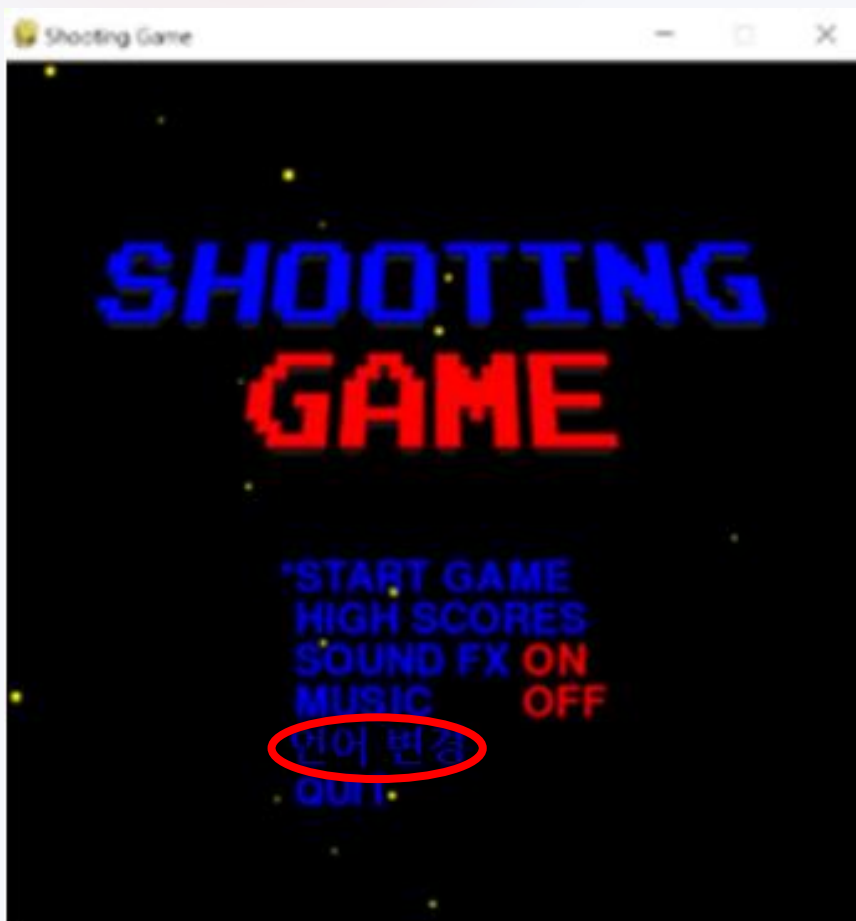 Shooting Game
SHOOTING
GAME
*START GAME
HIGH SCORES
SOUND FX ON
MUSIC OFF
언어 변경
QUIT